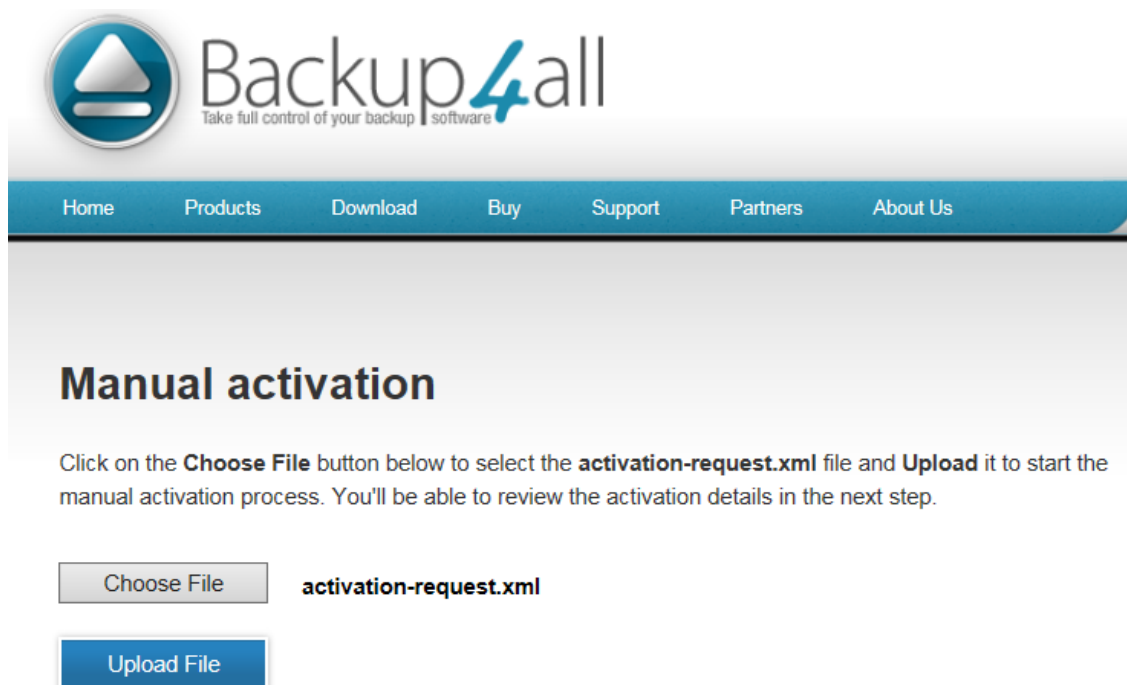 Backup4all
Take full control of your backup software
Home Products Download Buy Support Partners About Us
Manual activation
Click on the Choose File button below to select the activation-request.xml file and Upload it to start the
manual activation process. You'll be able to review the activation details in the next step.
Choose File activation-request.xml
Upload File